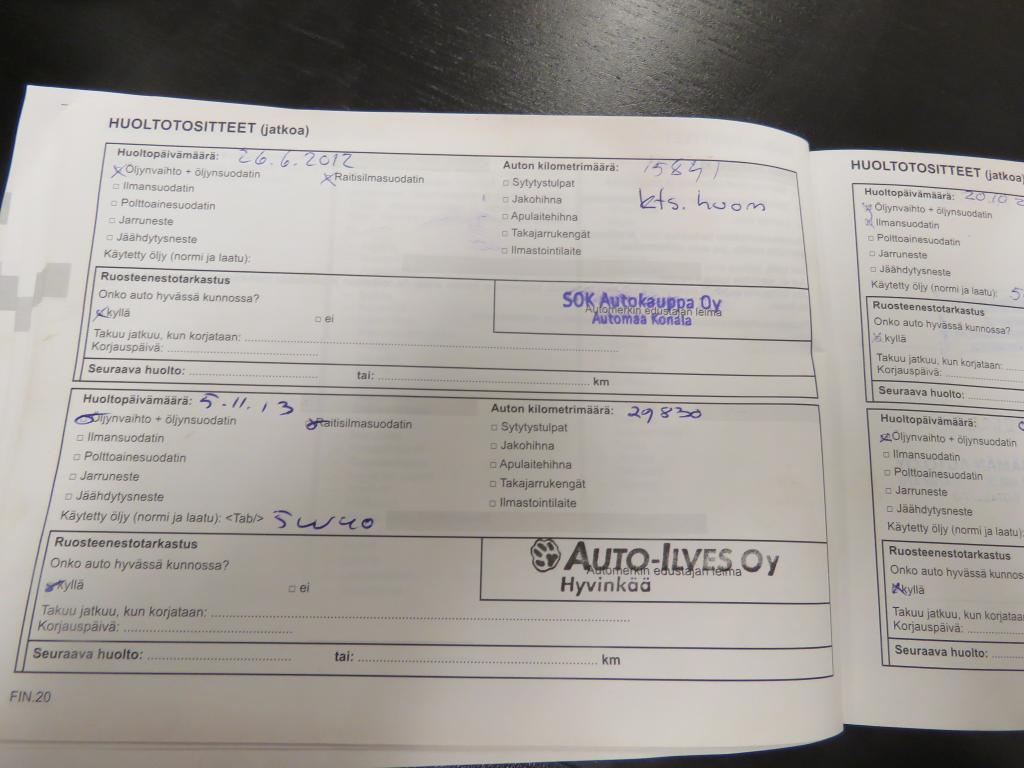 HUOLTOTOSITTEET (jatkoa)
Huoltopäivämäärä: 26.6.2012
Auton kilometrimäärä: 15841
Öljynvaihto + öljynsuodatin
Raitisilmasuodatin
Sytytystulpat
kts. huom
Ilmansuodatin
Jakohihna
Polttoainesuodatin
Apulaitehihna
Jarruneste
Takajarrukengät
Jäähdytysneste
Ilmastointilaite
Käytetty öljy (normi ja laatu):
Ruosteenestotarkastus
Onko auto hyvässä kunnossa?
kyllä
ei
SOK Autokauppa Oy
Automerkin edustajan leima
Automaa Konala
Takuu jatkuu, kun korjataan:
Korjauspäivä:
Seuraava huolto: tai: km
Huoltopäivämäärä: 5.11.13
Auton kilometrimäärä: 29830
Öljynvaihto + öljynsuodatin
Raitisilmasuodatin
Sytytystulpat
Ilmansuodatin
Jakohihna
Polttoainesuodatin
Apulaitehihna
Jarruneste
Takajarrukengät
Jäähdytysneste
Ilmastointilaite
Käytetty öljy (normi ja laatu): <Tab/> 5w40
Ruosteenestotarkastus
Onko auto hyvässä kunnossa?
kyllä
ei
AUTO-ILVES Oy
Automerkin edustajan leima
Hyvinkää
Takuu jatkuu, kun korjataan:
Korjauspäivä:
Seuraava huolto: tai: km
FIN.20
HUOLTOTOSITTEET (jatkoa)
Huoltopäivämäärä: 20.10
Öljynvaihto + öljynsuodatin
Ilmansuodatin
Polttoainesuodatin
Jarruneste
Jäähdytysneste
Käytetty öljy (normi ja laatu): 5
Ruosteenestotarkastus
Onko auto hyvässä kunnossa?
kyllä
Takuu jatkuu, kun korjataan:
Korjauspäivä:
Seuraava huolto:
Huoltopäivämäärä:
Öljynvaihto + öljynsuodatin
Ilmansuodatin
Polttoainesuodatin
Jarruneste
Jäähdytysneste
Käytetty öljy (normi ja laatu):
Ruosteenestotarkastus
Onko auto hyvässä kunnoss
kyllä
Takuu jatkuu, kun korjataan:
Korjauspäivä:
Seuraava huolto: